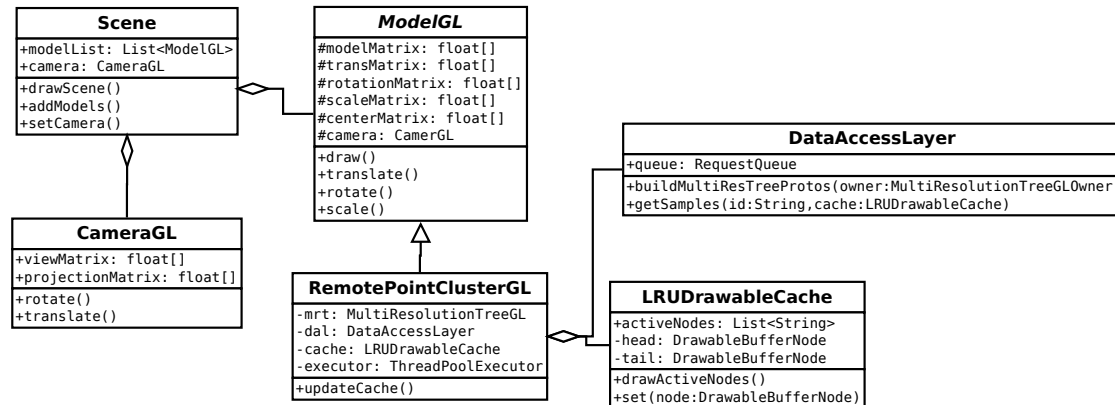 Scene
+modelList: List<ModelGL>
+camera: CameraGL
+drawScene()
+addModels()
+setCamera()
ModelGL
#modelMatrix: float[]
#transMatrix: float[]
#rotationMatrix: float[]
#scaleMatrix: float[]
#centerMatrix: float[]
#camera: CamerGL
+draw()
+translate()
+rotate()
+scale()
DataAccessLayer
+queue: RequestQueue
+buildMultiResTreeProtos(owner:MultiResolutionTreeGLOwner
+getSamples(id:String,cache:LRUDrawableCache)
CameraGL
+viewMatrix: float[]
+projectionMatrix: float[]
+rotate()
+translate()
RemotePointClusterGL
-mrt: MultiResolutionTreeGL
-dal: DataAccessLayer
-cache: LRUDrawableCache
-executor: ThreadPoolExecutor
+updateCache()
LRUDrawableCache
+activeNodes: List<String>
-head: DrawableBufferNode
-tail: DrawableBufferNode
+drawActiveNodes()
+set(node:DrawableBufferNode)